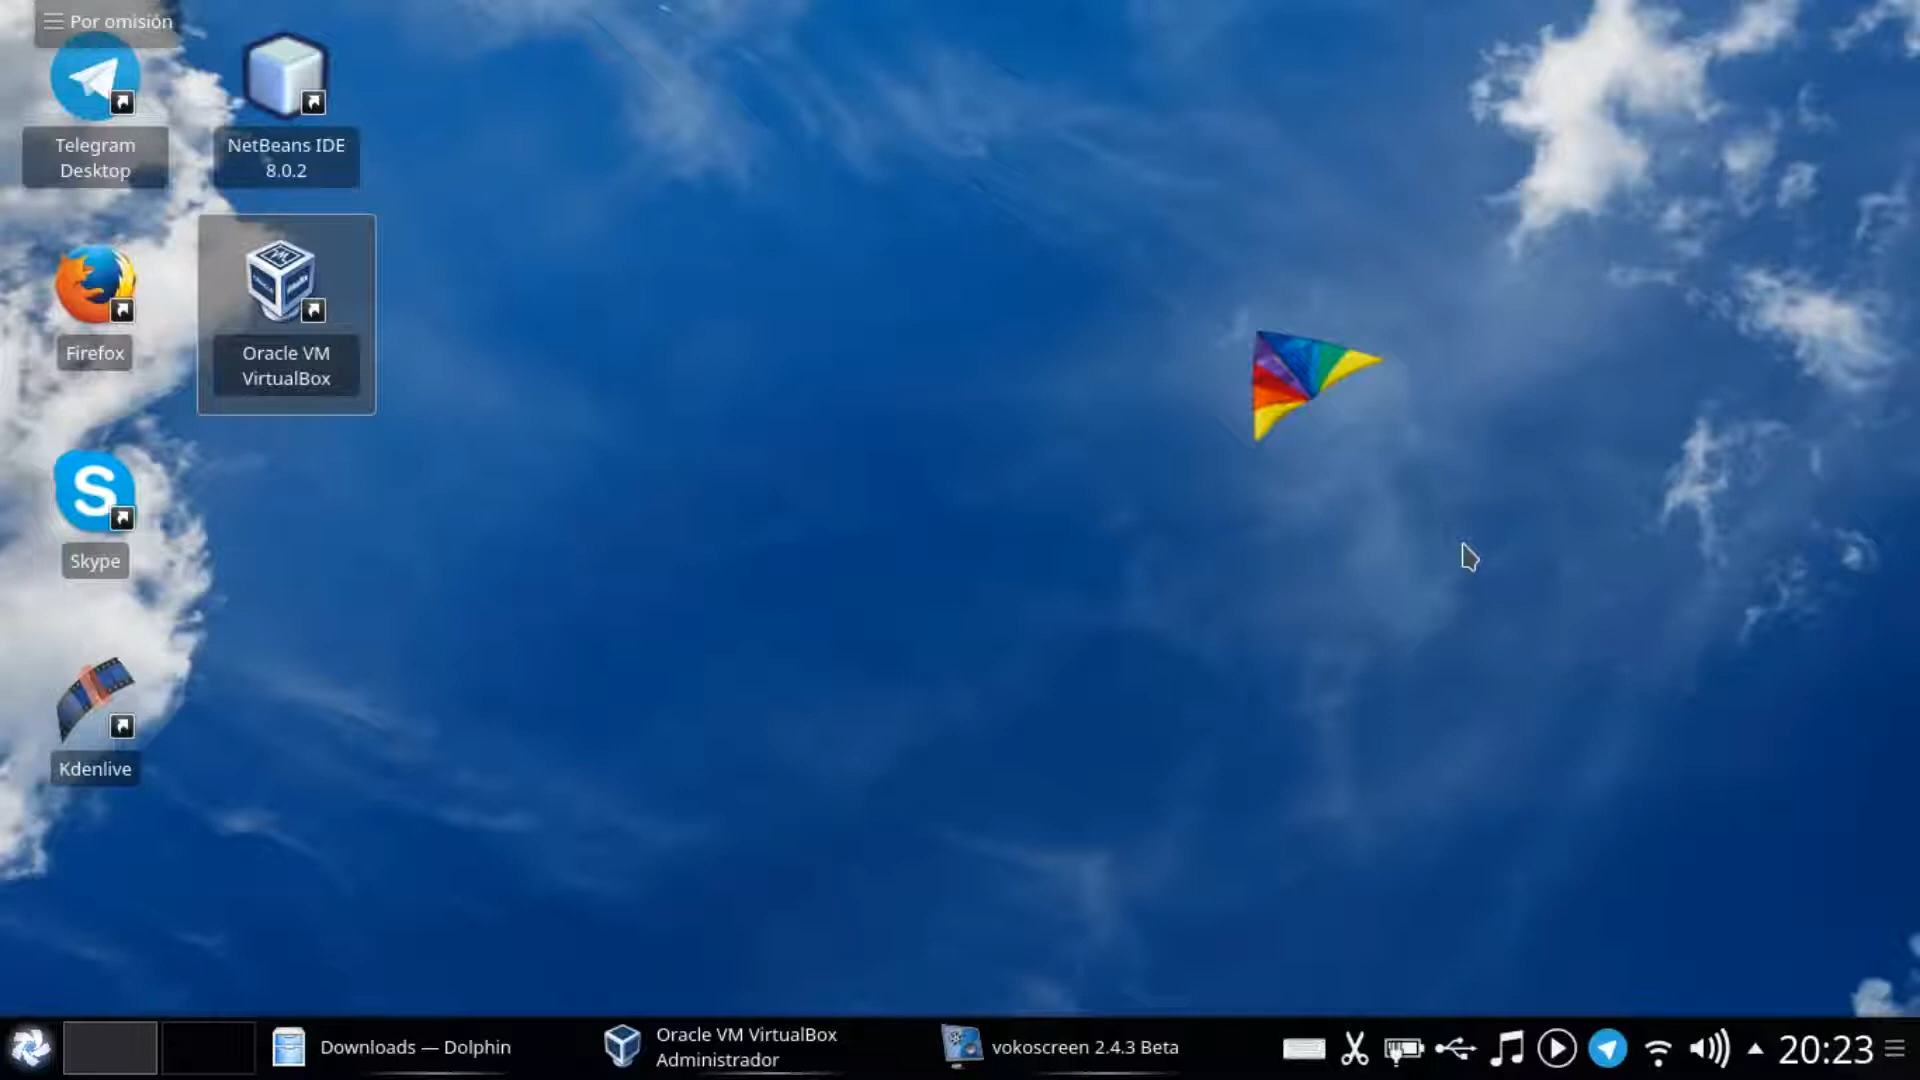 Por omisión
Telegram
Desktop
NetBeans IDE
8.0.2
Firefox
Oracle VM
VirtualBox
Skype
Kdenlive
Downloads — Dolphin
Oracle VM VirtualBox
Administrador
vokoscreen 2.4.3 Beta
20:23